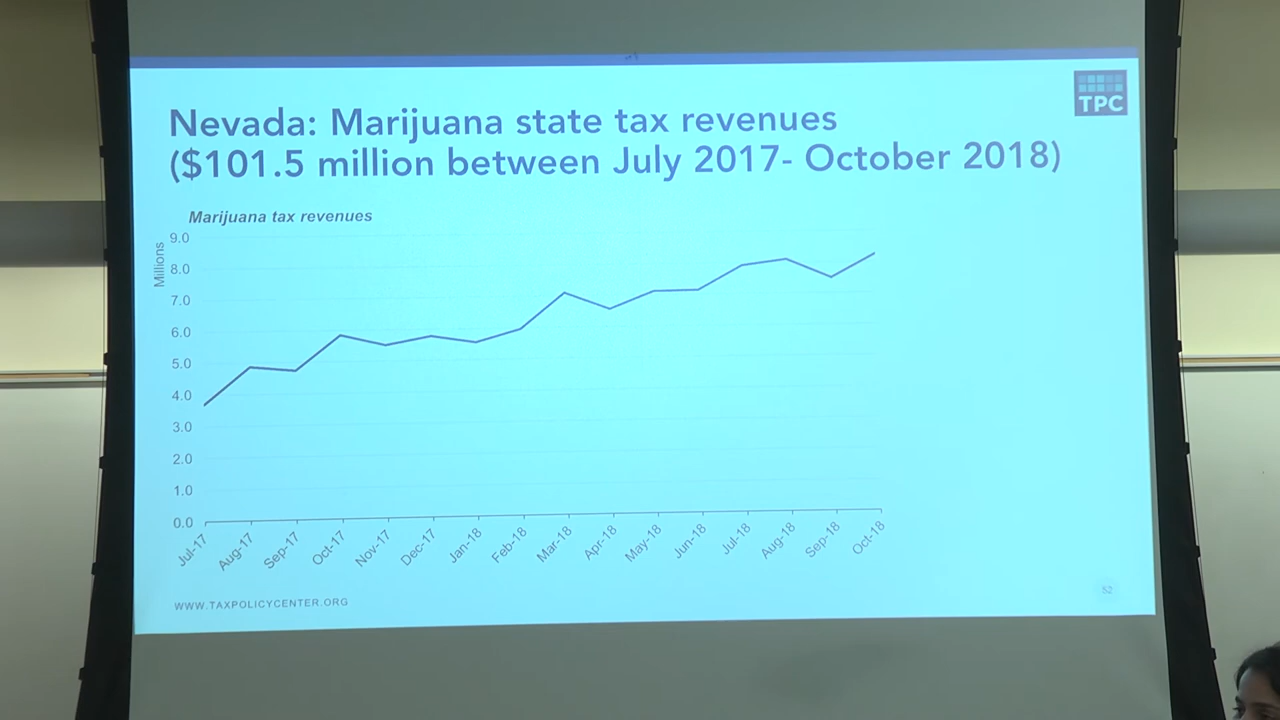 TPC
Nevada: Marijuana state tax revenues
($101.5 million between July 2017- October 2018)
Marijuana tax revenues
Millions
9.0
8.0
7.0
6.0
5.0
4.0
3.0
2.0
1.0
0.0
Jul-17
Aug-17
Sep-17
Oct-17
Nov-17
Dec-17
Jan-18
Feb-18
Mar-18
Apr-18
May-18
Jun-18
Jul-18
Aug-18
Sep-18
Oct-18
WWW.TAXPOLICYCENTER.ORG
52